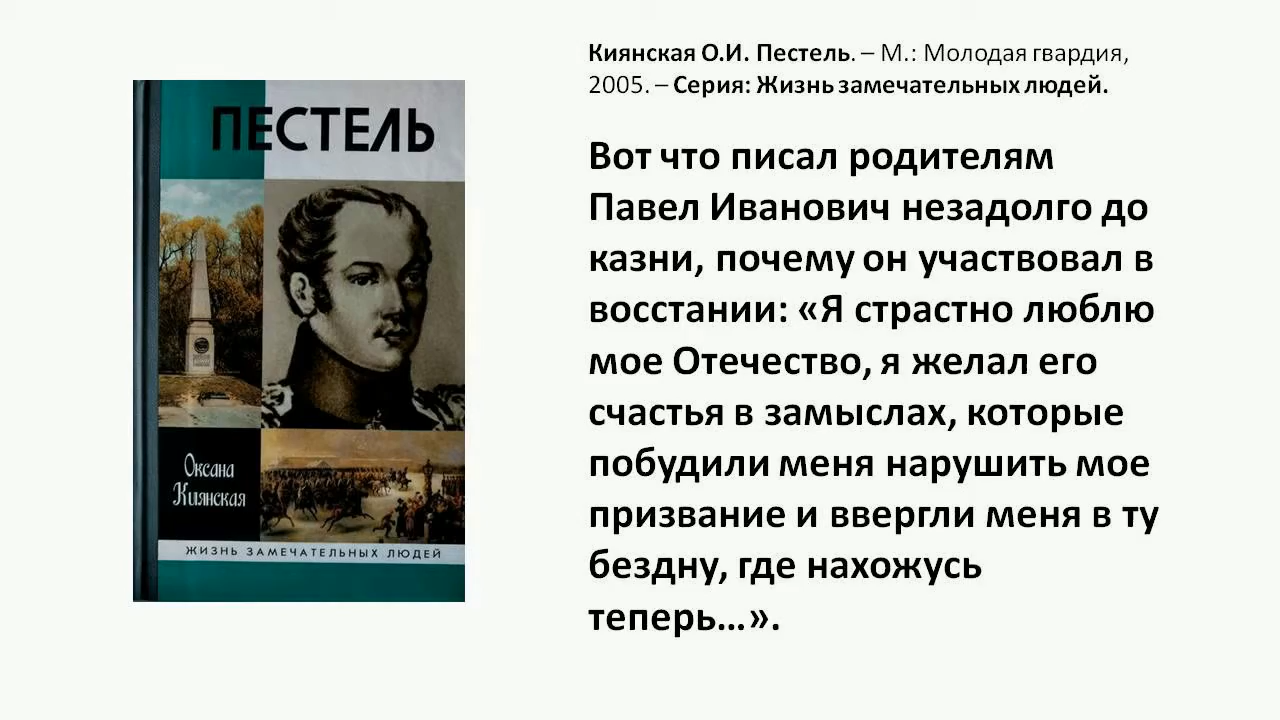 ПЕСТЕЛЬ
Оксана
Киянская
ЖИЗНЬ ЗАМЕЧАТЕЛЬНЫХ ЛЮДЕЙ
Киянская О.И. Пестель. – М.: Молодая гвардия,
2005. – Серия: Жизнь замечательных людей.
Вот что писал родителям
Павел Иванович незадолго до
казни, почему он участвовал в
восстании: «Я страстно люблю
мое Отечество, я желал его
счастья в замыслах, которые
побудили меня нарушить мое
призвание и ввергли меня в ту
бездну, где нахожусь
теперь…».